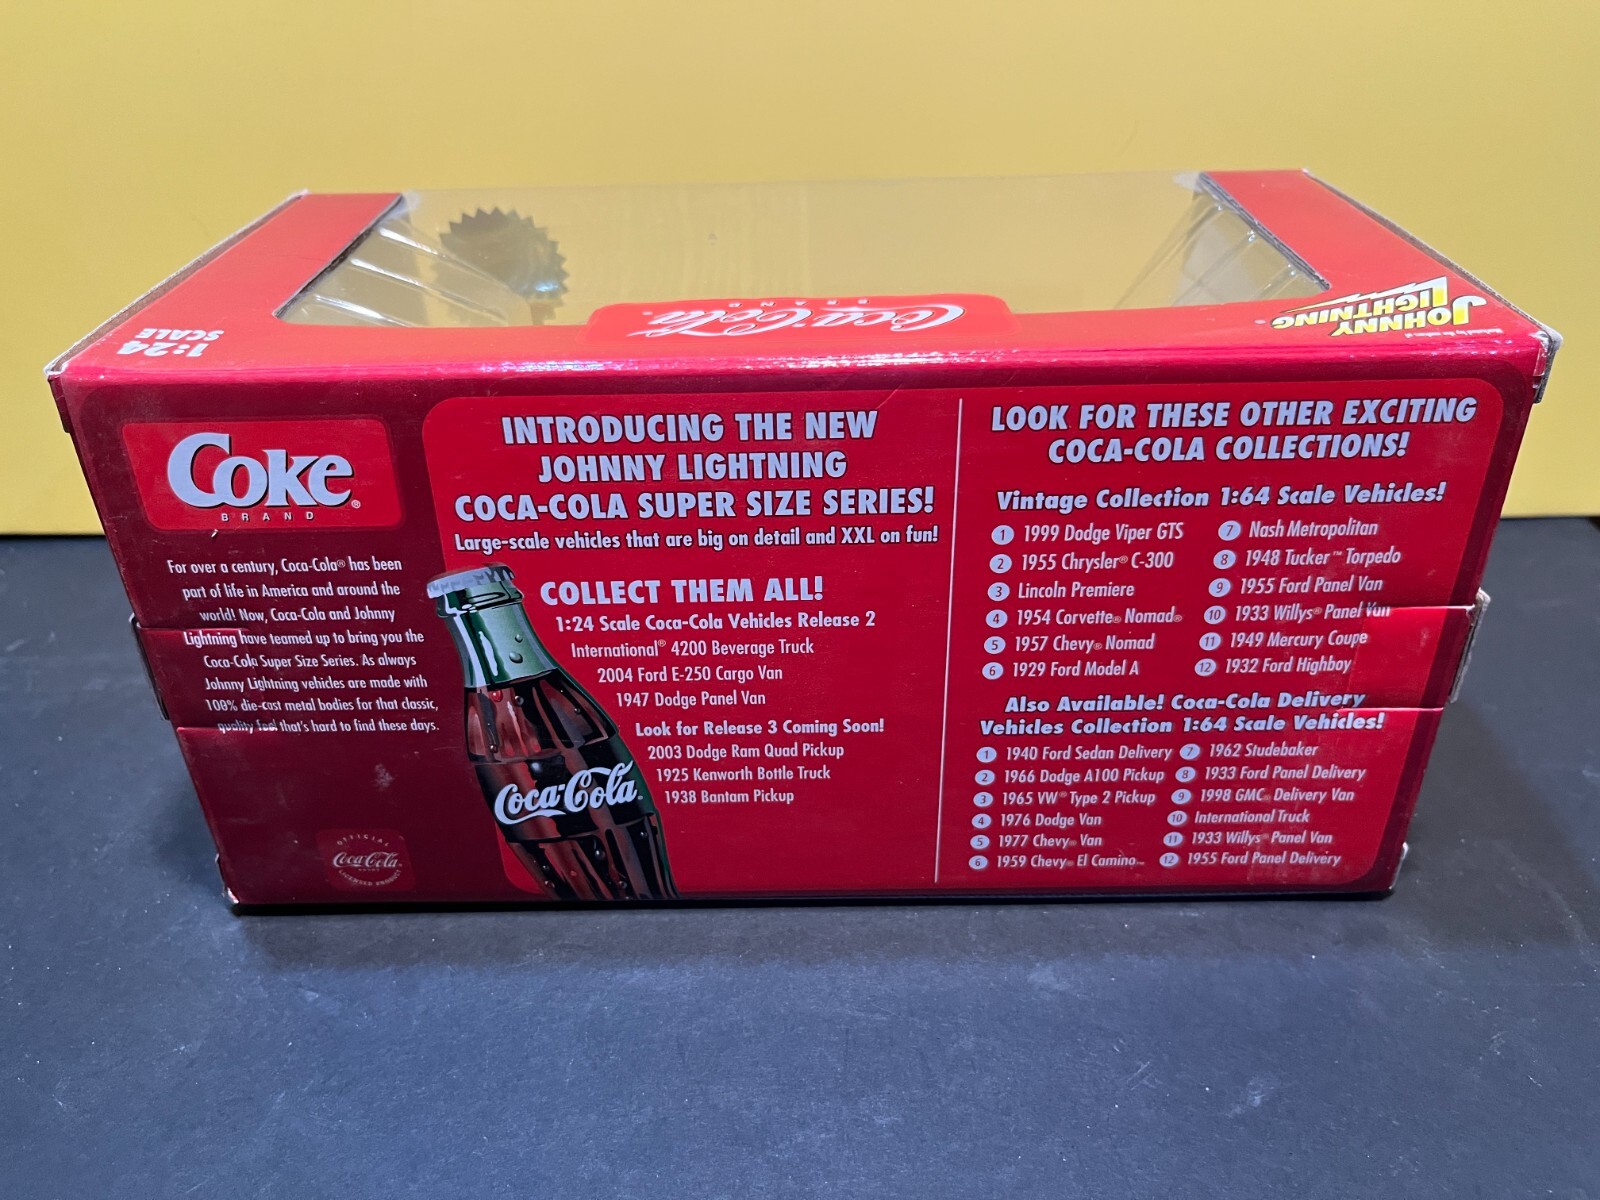 1:24
SCALE
Coca-Cola
BRAND
JOHNNY
LIGHTNING
Coke®
BRAND
For over a century, Coca-Cola® has been
part of life in America and around the
world! Now, Coca-Cola and Johnny
Lightning have teamed up to bring you the
Coca-Cola Super Size Series. As always
Johnny Lightning vehicles are made with
100% die-cast metal bodies for that classic,
quality feel that's hard to find these days.
OFFICIAL
Coca-Cola
BRAND
LICENSED PRODUCT
INTRODUCING THE NEW
JOHNNY LIGHTNING
COCA-COLA SUPER SIZE SERIES!
Large-scale vehicles that are big on detail and XXL on fun!
COLLECT THEM ALL!
1:24 Scale Coca-Cola Vehicles Release 2
International® 4200 Beverage Truck
2004 Ford E-250 Cargo Van
1947 Dodge Panel Van
Look for Release 3 Coming Soon!
2003 Dodge Ram Quad Pickup
1925 Kenworth Bottle Truck
1938 Bantam Pickup
Coca-Cola
LOOK FOR THESE OTHER EXCITING
COCA-COLA COLLECTIONS!
Vintage Collection 1:64 Scale Vehicles!
1 1999 Dodge Viper GTS
2 1955 Chrysler® C-300
3 Lincoln Premiere
4 1954 Corvette® Nomad®
5 1957 Chevy® Nomad
6 1929 Ford Model A
7 Nash Metropolitan
8 1948 Tucker™ Torpedo
9 1955 Ford Panel Van
10 1933 Willys® Panel Van
11 1949 Mercury Coupe
12 1932 Ford Highboy
Also Available! Coca-Cola Delivery
Vehicles Collection 1:64 Scale Vehicles!
1 1940 Ford Sedan Delivery
2 1966 Dodge A100 Pickup
3 1965 VW® Type 2 Pickup
4 1976 Dodge Van
5 1977 Chevy® Van
6 1959 Chevy® El Camino™
7 1962 Studebaker
8 1933 Ford Panel Delivery
9 1998 GMC® Delivery Van
10 International Truck
11 1933 Willys® Panel Van
12 1955 Ford Panel Delivery